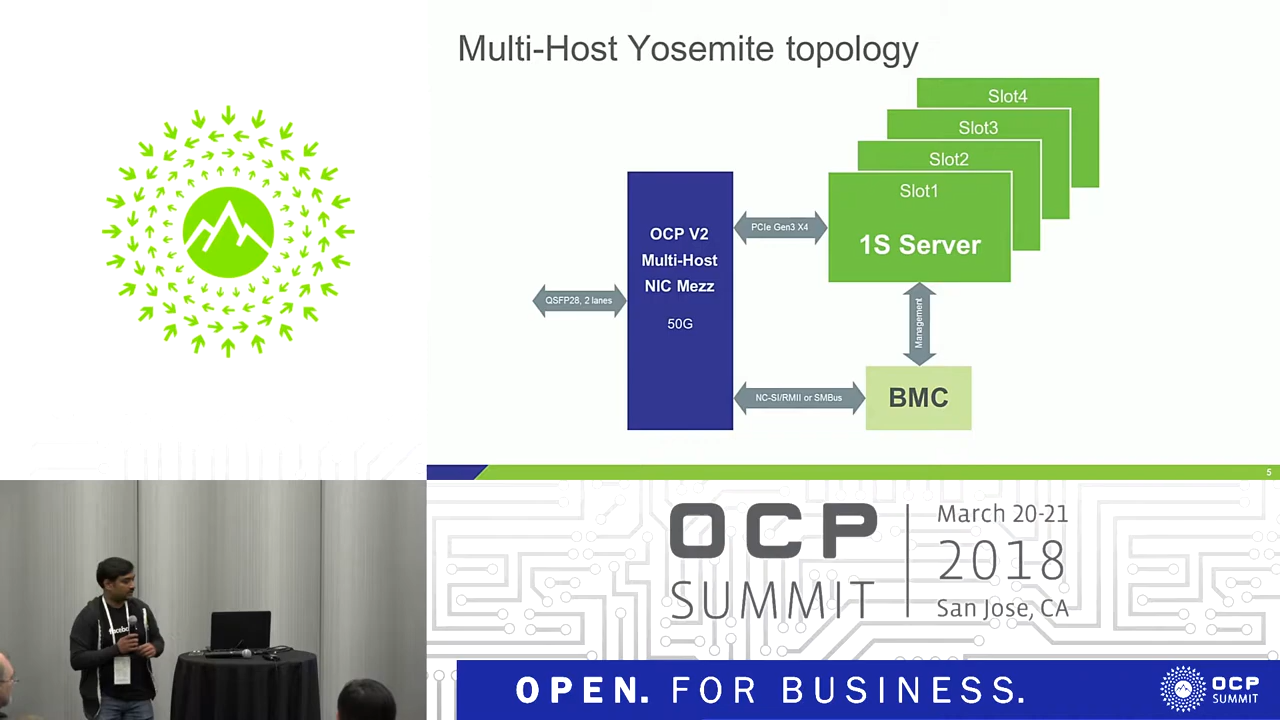 Multi-Host Yosemite topology
Slot4
Slot3
Slot2
Slot1
1S Server
OCP V2
Multi-Host
NIC Mezz
50G
PCIe Gen3 X4
QSFP28, 2 lanes
Management
NC-SI/RMII or SMBus
BMC
5
facebook
OCP
SUMMIT
March 20-21
2018
San Jose, CA
OPEN. FOR BUSINESS.
OCP
SUMMIT